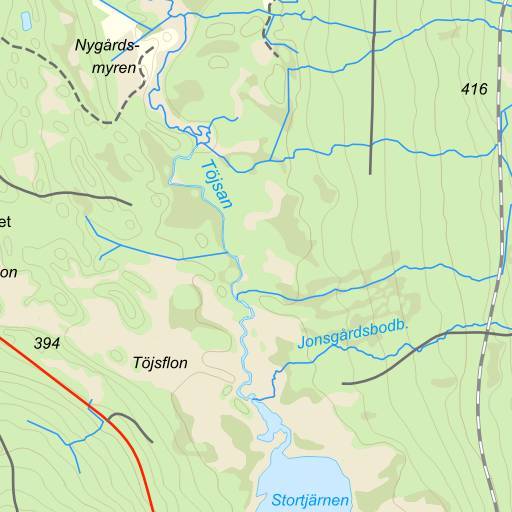 Nygårds-
myren
416
Töjsan
et
on
394
Jonsgårdsbodb.
Töjsflon
Stortjärnen